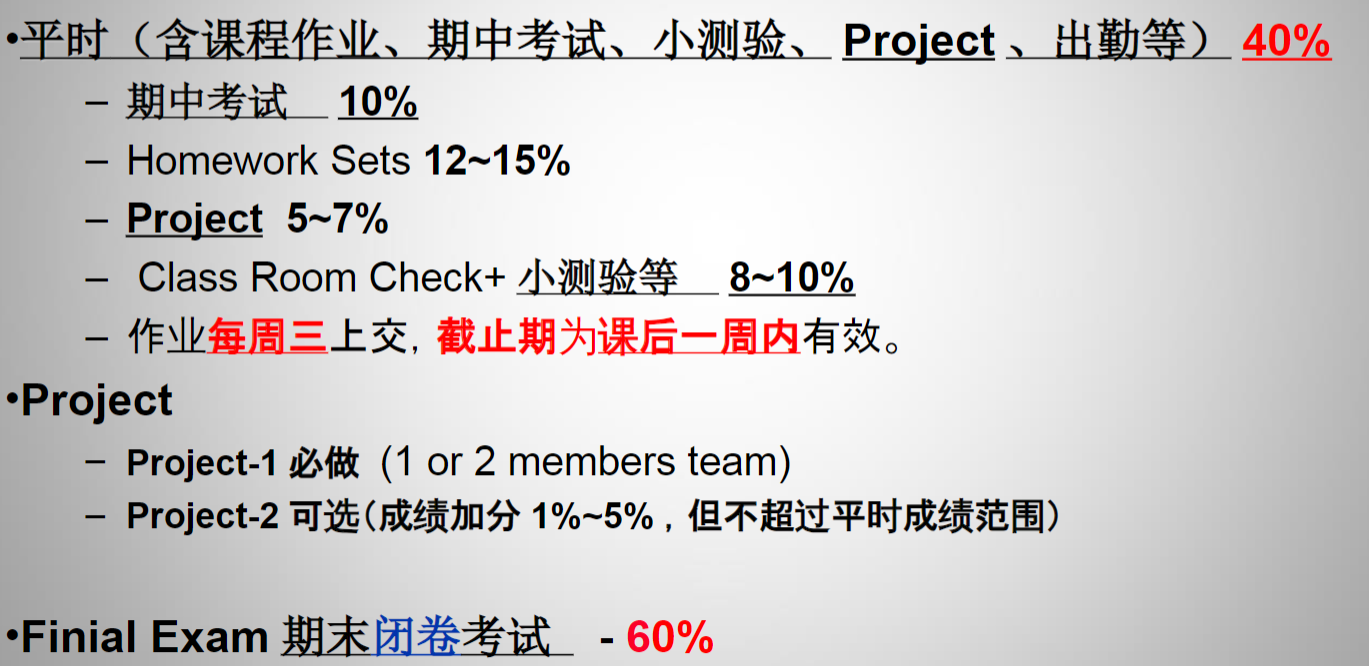 •平时（含课程作业、期中考试、小测验、 Project 、出勤等） 40%
– 期中考试 10%
– Homework Sets 12~15%
– Project 5~7%
– Class Room Check+ 小测验等 8~10%
– 作业每周三上交, 截止期为课后一周内有效。
•Project
– Project-1 必做 (1 or 2 members team)
– Project-2 可选(成绩加分 1%~5% , 但不超过平时成绩范围)
•Finial Exam 期末闭卷考试 - 60%